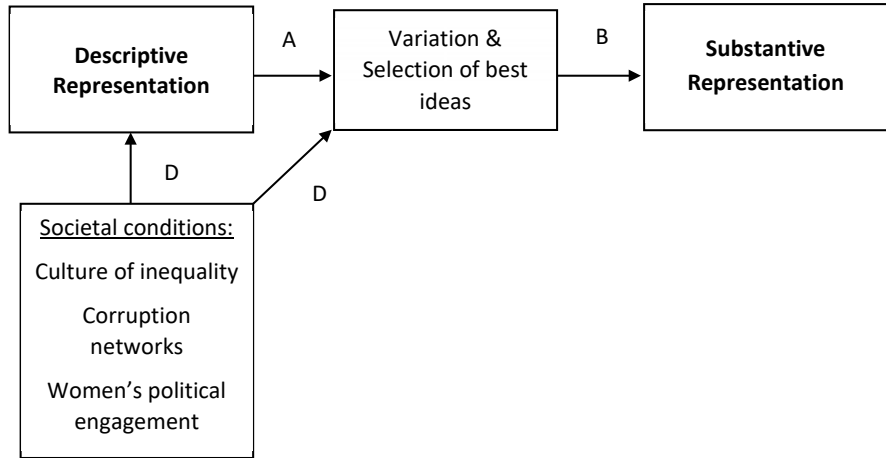 Descriptive
Representation
A
Variation &
Selection of best
ideas
B
Substantive
Representation
D
D
Societal conditions:
Culture of inequality
Corruption
networks
Women’s political
engagement